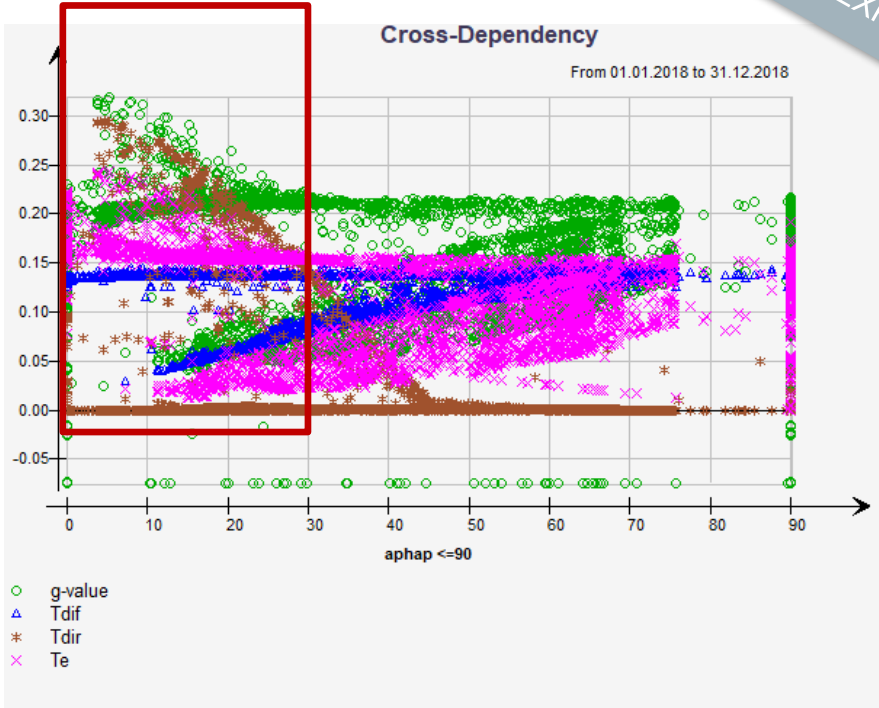 Cross-Dependency
From 01.01.2018 to 31.12.2018
0.30
0.25
0.20
0.15
0.10
0.05
0.00
-0.05
0 10 20 30 40 50 60 70 80 90
aphap <=90
g-value
Tdif
Tdir
Te